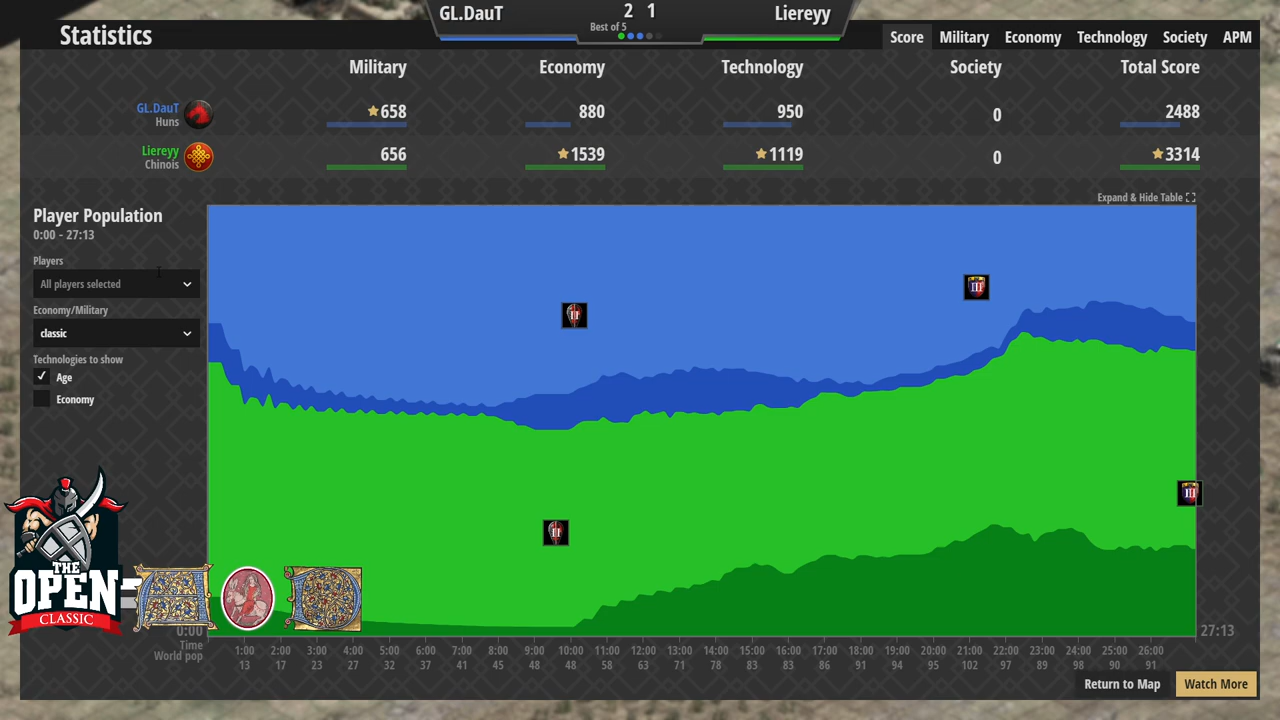 GL.DauT 2 1 Liereyy
Best of 5
Statistics
Score Military Economy Technology Society APM
Military Economy Technology Society Total Score
GL.DauT
Huns
658 880 950 0 2488
Liereyy
Chinois
656 1539 1119 0 3314
Expand & Hide Table
Player Population
0:00 - 27:13
Players
All players selected
Economy/Military
classic
Technologies to show
Age
Economy
II
III
III
II
THE
OPEN
CLASSIC
0:00 27:13
Time 1:00 2:00 3:00 4:00 5:00 6:00 7:00 8:00 9:00 10:00 11:00 12:00 13:00 14:00 15:00 16:00 17:00 18:00 19:00 20:00 21:00 22:00 23:00 24:00 25:00 26:00
World pop 13 17 23 27 32 37 41 45 48 48 58 63 71 78 83 83 86 91 94 95 102 97 89 98 90 91
Return to Map Watch More